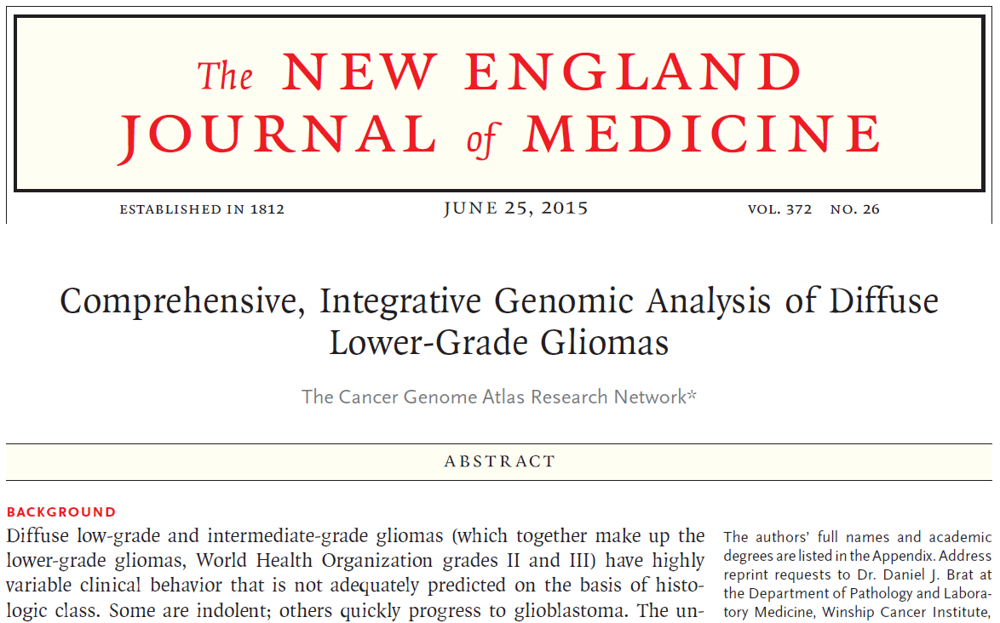 The NEW ENGLAND
JOURNAL of MEDICINE
ESTABLISHED IN 1812 JUNE 25, 2015 VOL. 372 NO. 26
Comprehensive, Integrative Genomic Analysis of Diffuse
Lower-Grade Gliomas
The Cancer Genome Atlas Research Network*
ABSTRACT
BACKGROUND
Diffuse low-grade and intermediate-grade gliomas (which together make up the
lower-grade gliomas, World Health Organization grades II and III) have highly
variable clinical behavior that is not adequately predicted on the basis of histo-
logic class. Some are indolent; others quickly progress to glioblastoma. The un-
The authors’ full names and academic
degrees are listed in the Appendix. Address
reprint requests to Dr. Daniel J. Brat at
the Department of Pathology and Labora-
tory Medicine, Winship Cancer Institute,